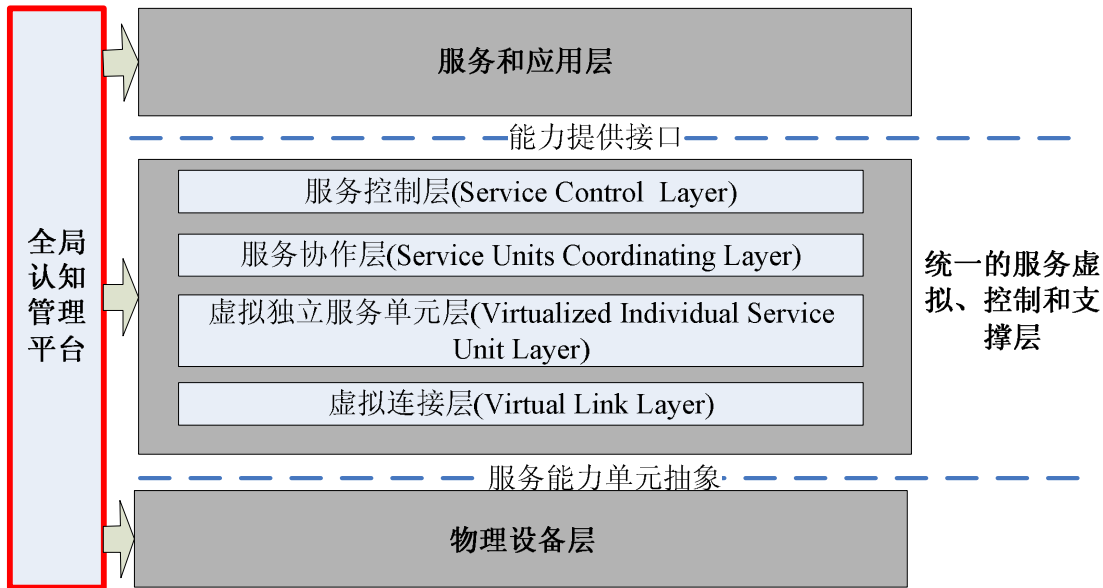 服务和应用层
能力提供接口
服务控制层(Service Control Layer)
服务协作层(Service Units Coordinating Layer)
虚拟独立服务单元层(Virtualized Individual Service
Unit Layer)
虚拟连接层(Virtual Link Layer)
全局
认知
管理
平台
统一的服务虚
拟、控制和支
撑层
服务能力单元抽象
物理设备层